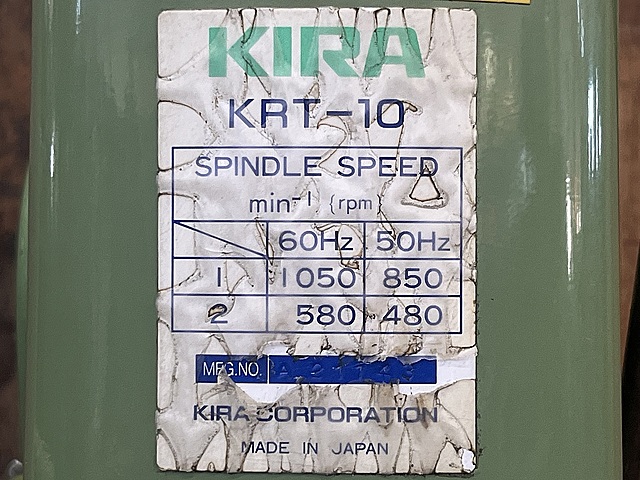 KIRA
KRT-10
SPINDLE SPEED
min⁻¹ {rpm
60Hz 50Hz
1 1050 850
2 580 480
MFG.NO.
KIRA CORPORATION
MADE IN JAPAN